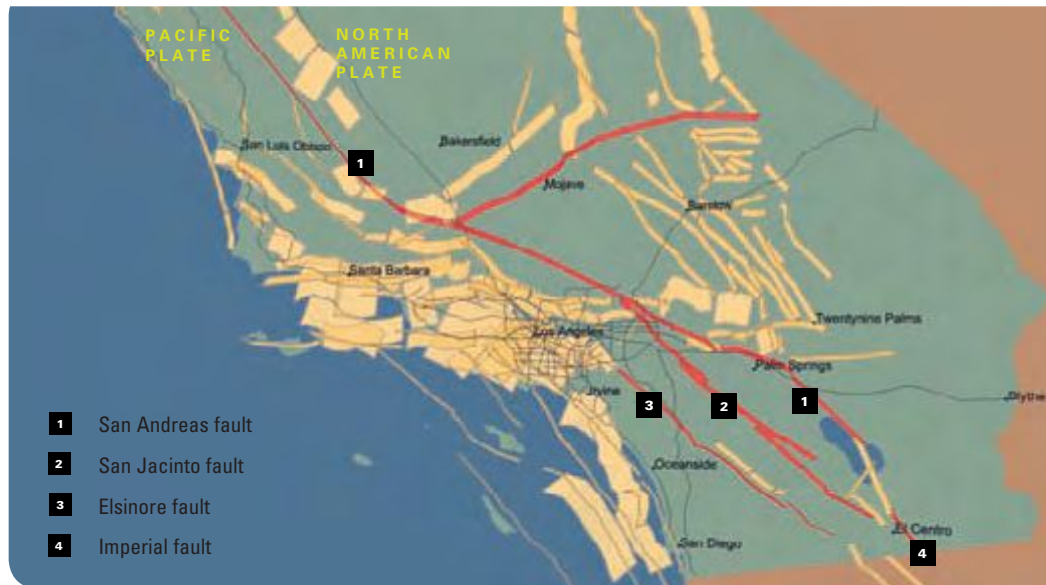 PACIFIC
PLATE
NORTH
AMERICAN
PLATE
San Luis Obispo
Bakersfield
1
Mojave
Barstow
Santa Barbara
Los Angeles
Twentynine Palms
Palm Springs
Irvine
Blythe
3
2
1
Oceanside
El Centro
San Diego
4
1 San Andreas fault
2 San Jacinto fault
3 Elsinore fault
4 Imperial fault